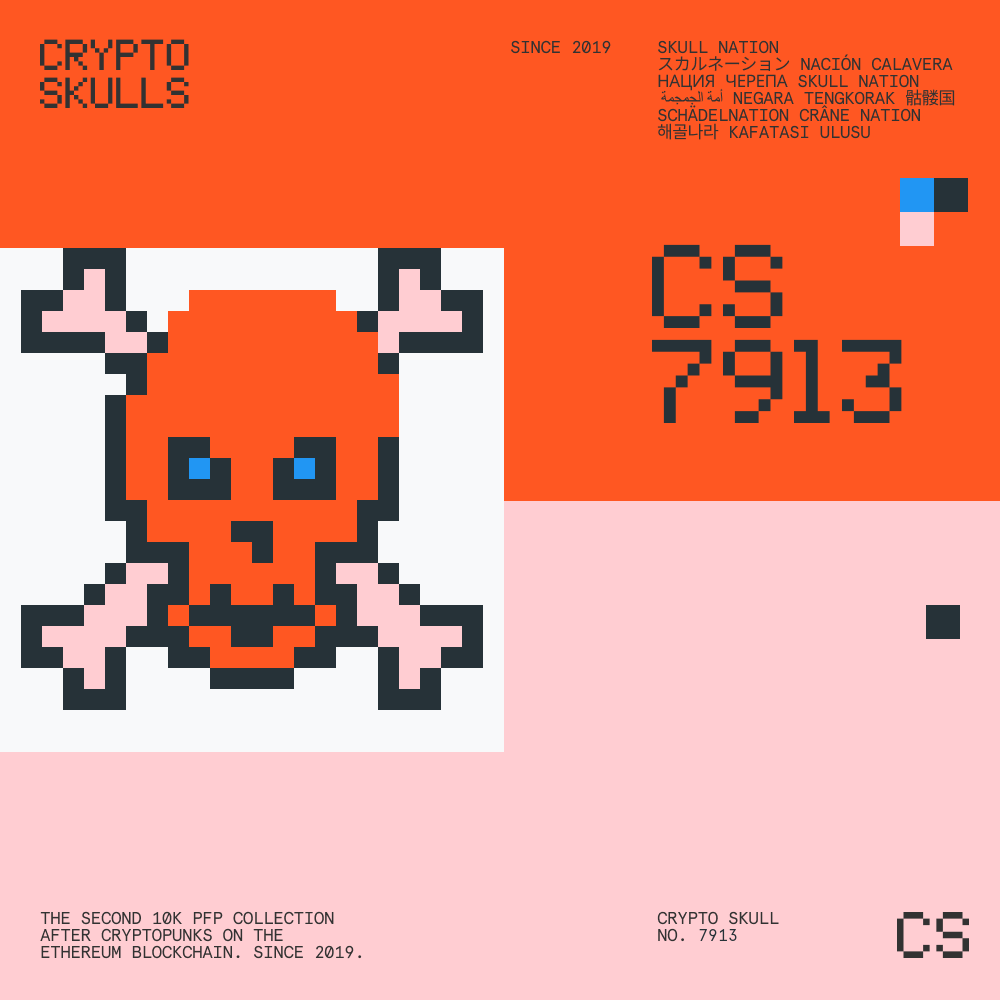 CRYPTO
SKULLS
SINCE 2019
SKULL NATION
スカルネーション NACIÓN CALAVERA
НАЦИЯ ЧЕРЕПА SKULL NATION
أمة الجمجمة NEGARA TENGKORAK 骷髅国
SCHÄDELNATION CRÂNE NATION
해골나라 KAFATASI ULUSU
CS
7913
THE SECOND 10K PFP COLLECTION
AFTER CRYPTOPUNKS ON THE
ETHEREUM BLOCKCHAIN. SINCE 2019.
CRYPTO SKULL
NO. 7913
CS